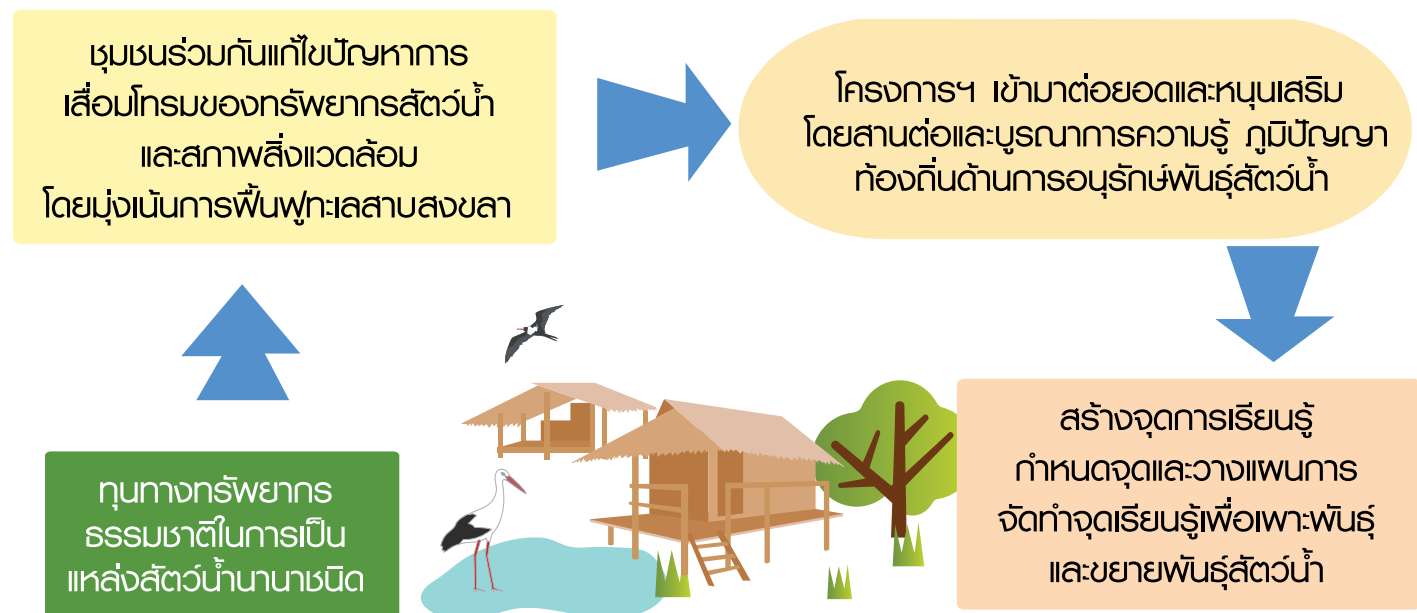 ชุมชนร่วมกันแก้ไขปัญหาการ
เสื่อมโทรมของทรัพยากรสัตว์น้ำ
และสภาพสิ่งแวดล้อม
โดยมุ่งเน้นการฟื้นฟูทะเลสาบสงขลา
โครงการฯ เข้ามาต่อยอดและหนุนเสริม
โดยสานต่อและบูรณาการความรู้ ภูมิปัญญา
ท้องถิ่นด้านการอนุรักษ์พันธุ์สัตว์น้ำ
สร้างจุดการเรียนรู้
กำหนดจุดและวางแผนการ
จัดทำจุดเรียนรู้เพื่อเพาะพันธุ์
และขยายพันธุ์สัตว์น้ำ
ทุนทางทรัพยากร
ธรรมชาติในการเป็น
แหล่งสัตว์น้ำนานาชนิด